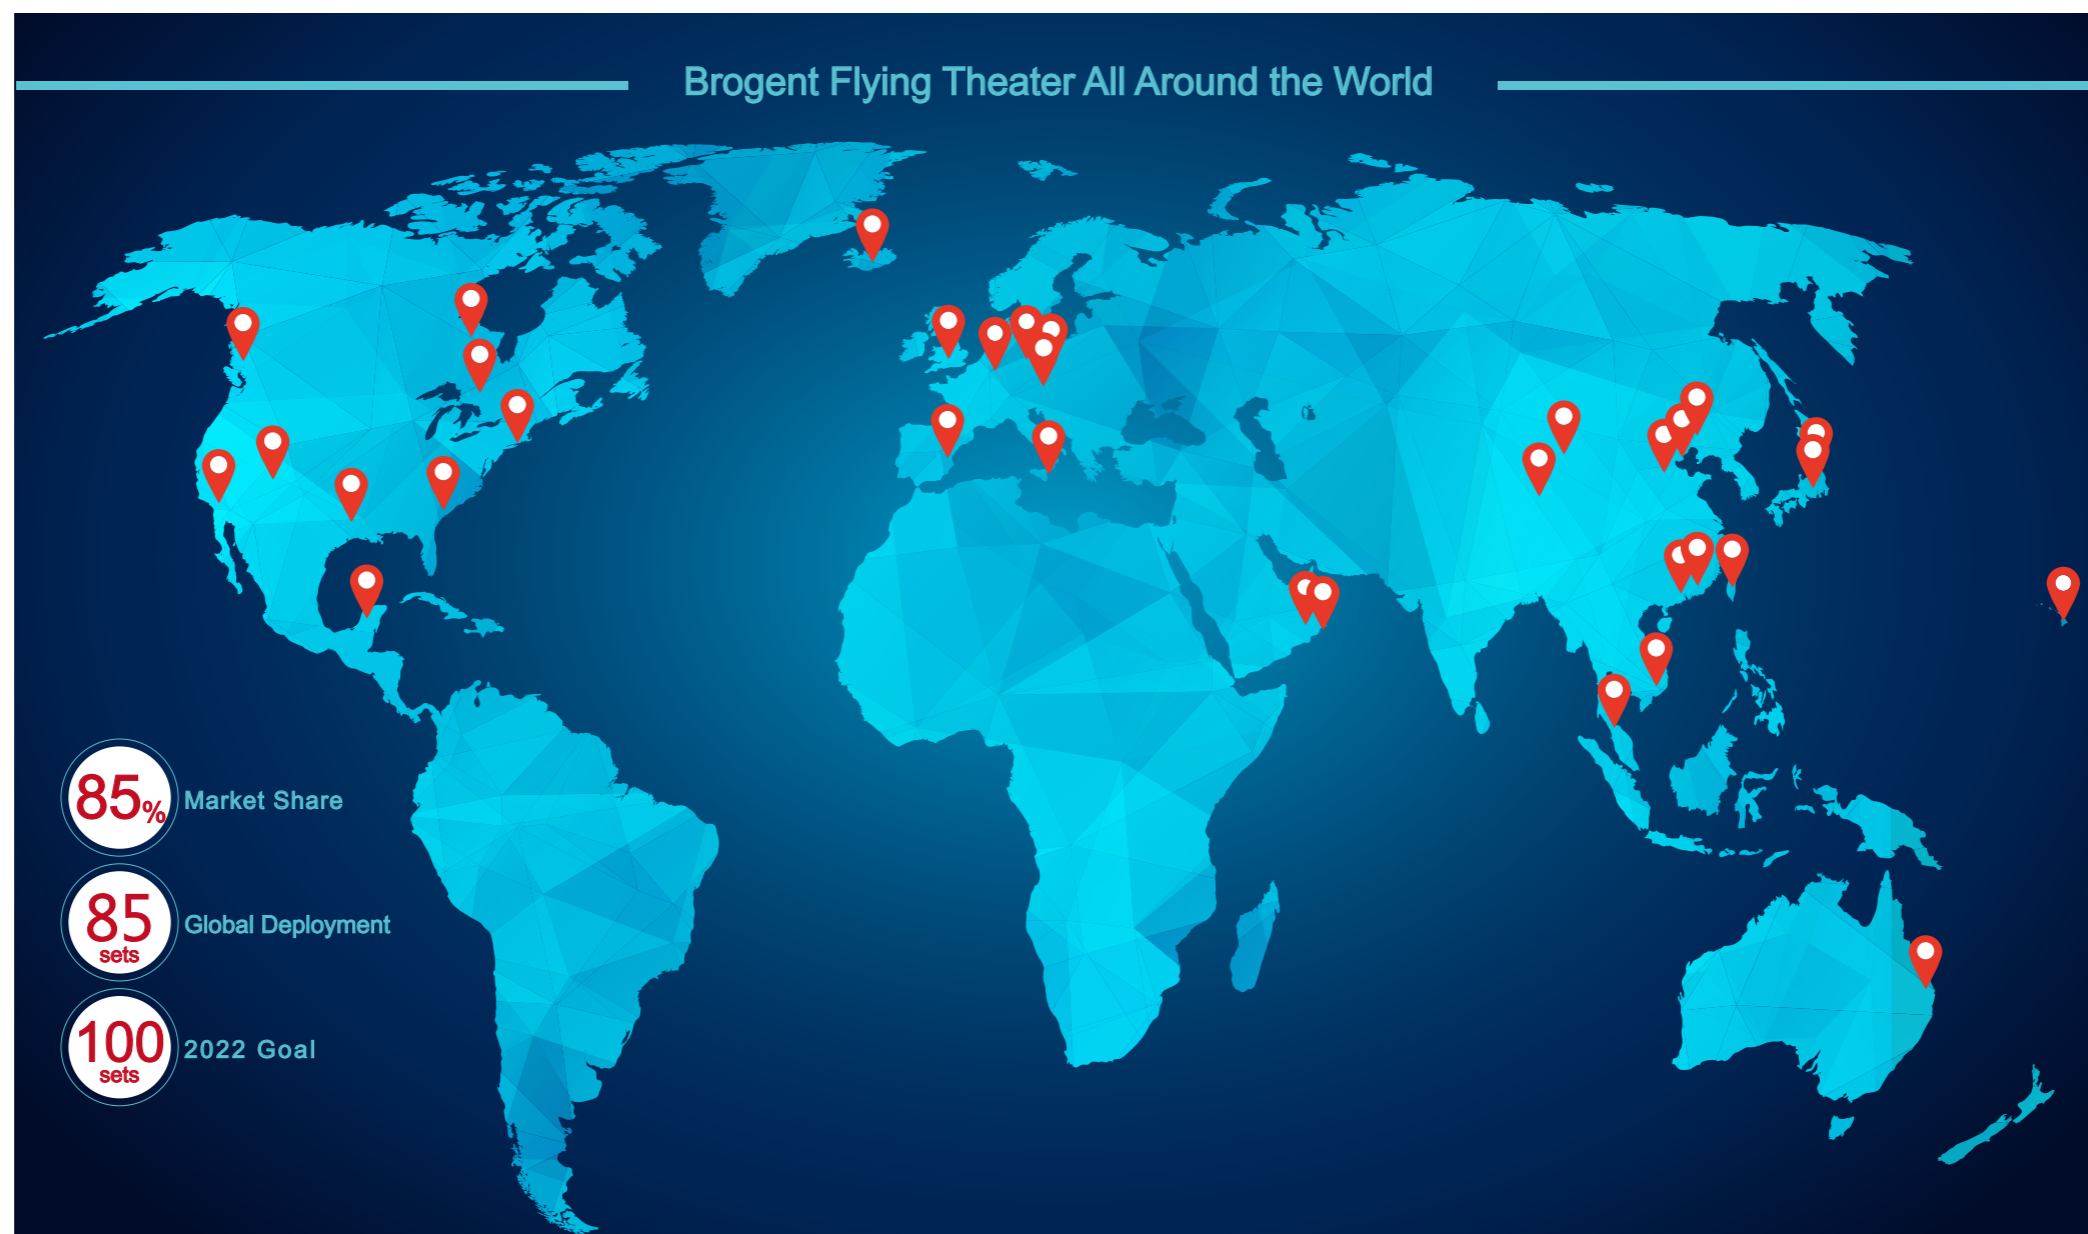 Brogent Flying Theater All Around the World
85% Market Share
85 sets Global Deployment
100 sets 2022 Goal